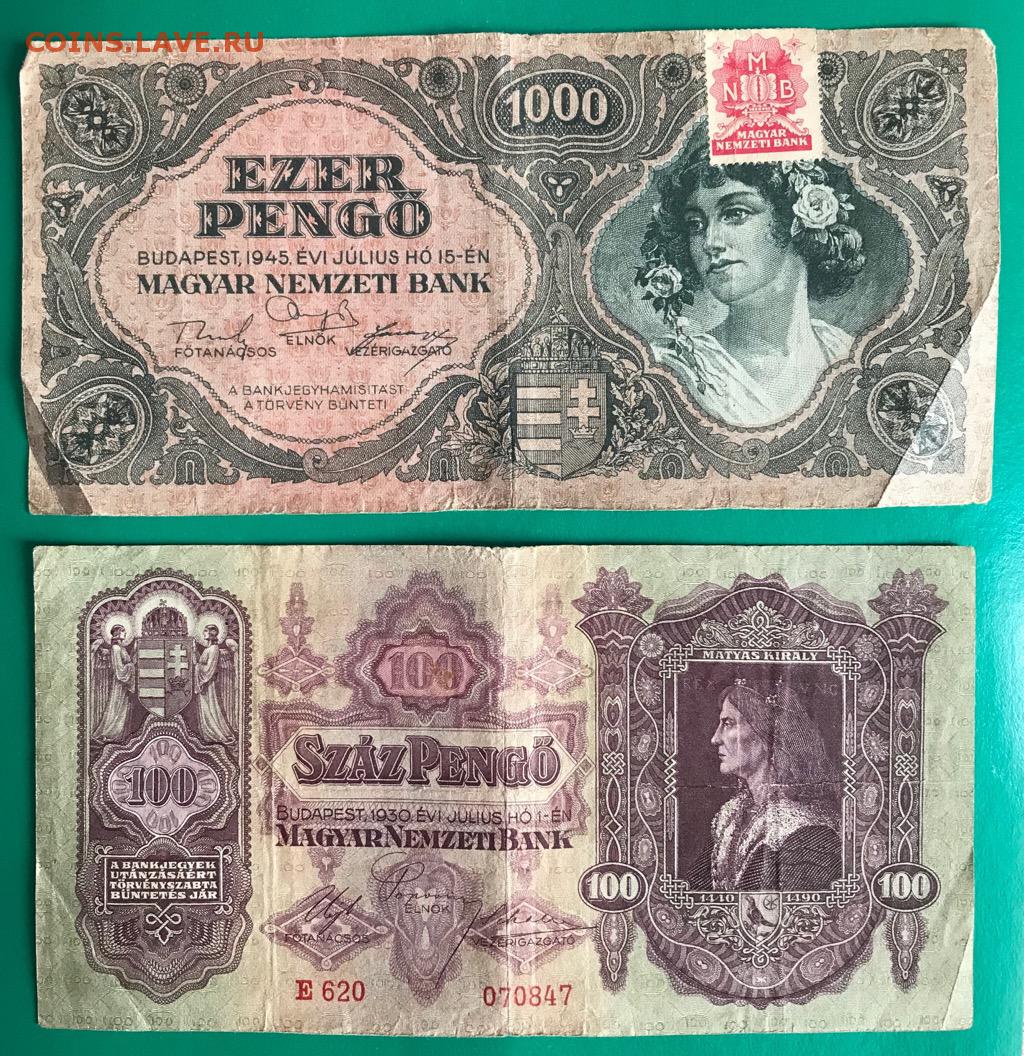 COINS.LAVE.RU
1000
M
N B
MAGYAR
NEMZETI BANK
EZER
PENGŐ
BUDAPEST, 1945. ÉVI JÚLIUS HÓ 15-ÉN
MAGYAR NEMZETI BANK
FŐTANÁCSOS ELNÖK VEZÉRIGAZGATÓ
A BANKJEGYHAMISITÁST
A TÖRVÉNY BÜNTETI
100
MÁTYÁS KIRÁLY
SZÁZ PENGŐ
100
BUDAPEST, 1930. ÉVI JÚLIUS HÓ 1-ÉN
MAGYAR NEMZETI BANK
A BANKJEGYEK
UTÁNZÁSÁÉRT
TÖRVÉNYSZABTA
BÜNTETÉS JÁR
100 100
1440 1490
FŐTANÁCSOS ELNÖK VEZÉRIGAZGATÓ
E 620 070847